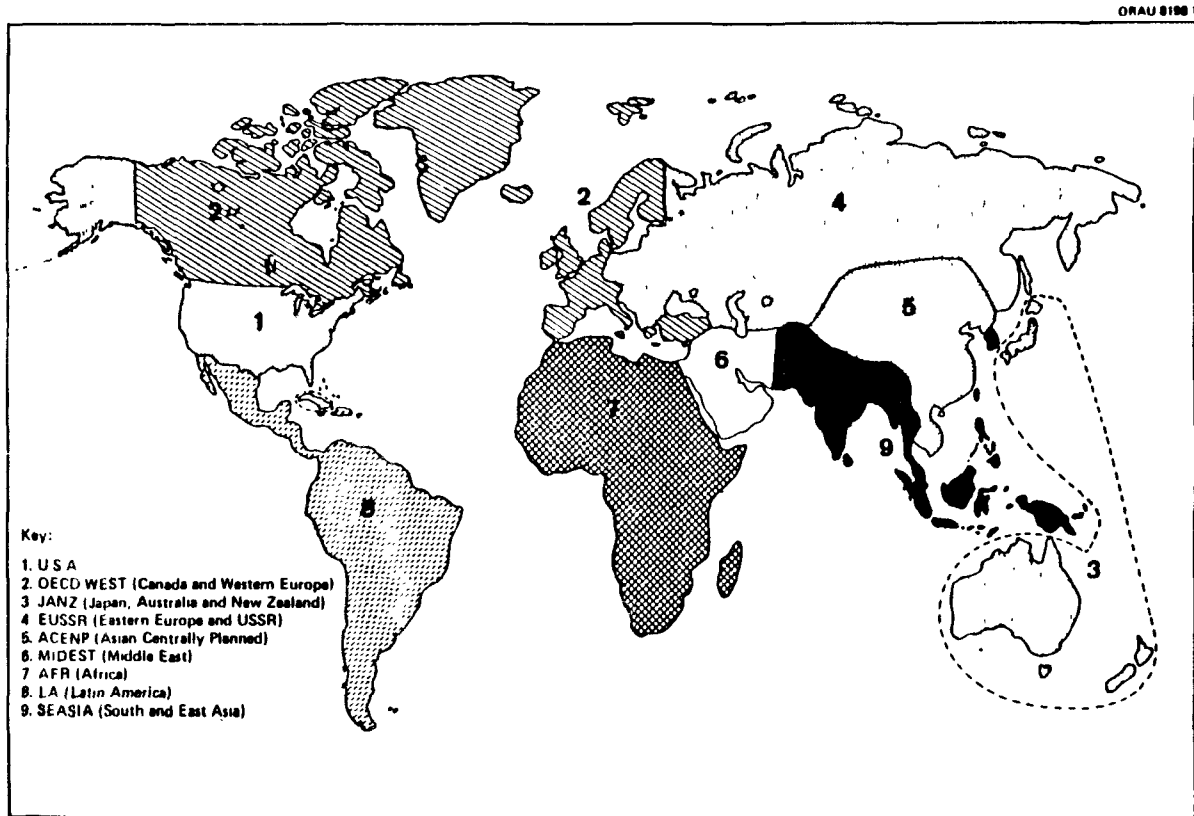 ORAU 8198 1
2
2
4
1
5
6
7
9
8
3
Key:
1. U S A
2. OECD WEST (Canada and Western Europe)
3 JANZ (Japan, Australia and New Zealand)
4 EUSSR (Eastern Europe and USSR)
5. ACENP (Asian Centrally Planned)
6 MIDEST (Middle East)
7 AFR (Africa)
8. LA (Latin America)
9. SEASIA (South and East Asia)